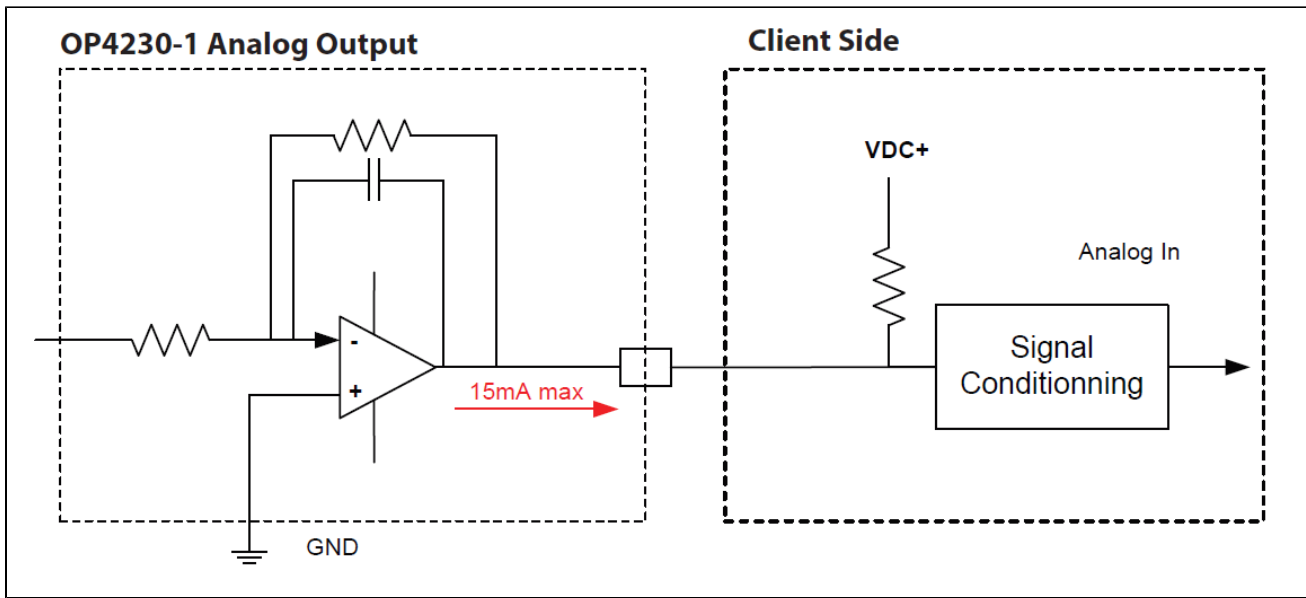 OP4230-1 Analog Output
Client Side
VDC+
Analog In
-
+
15mA max
Signal
Conditionning
GND